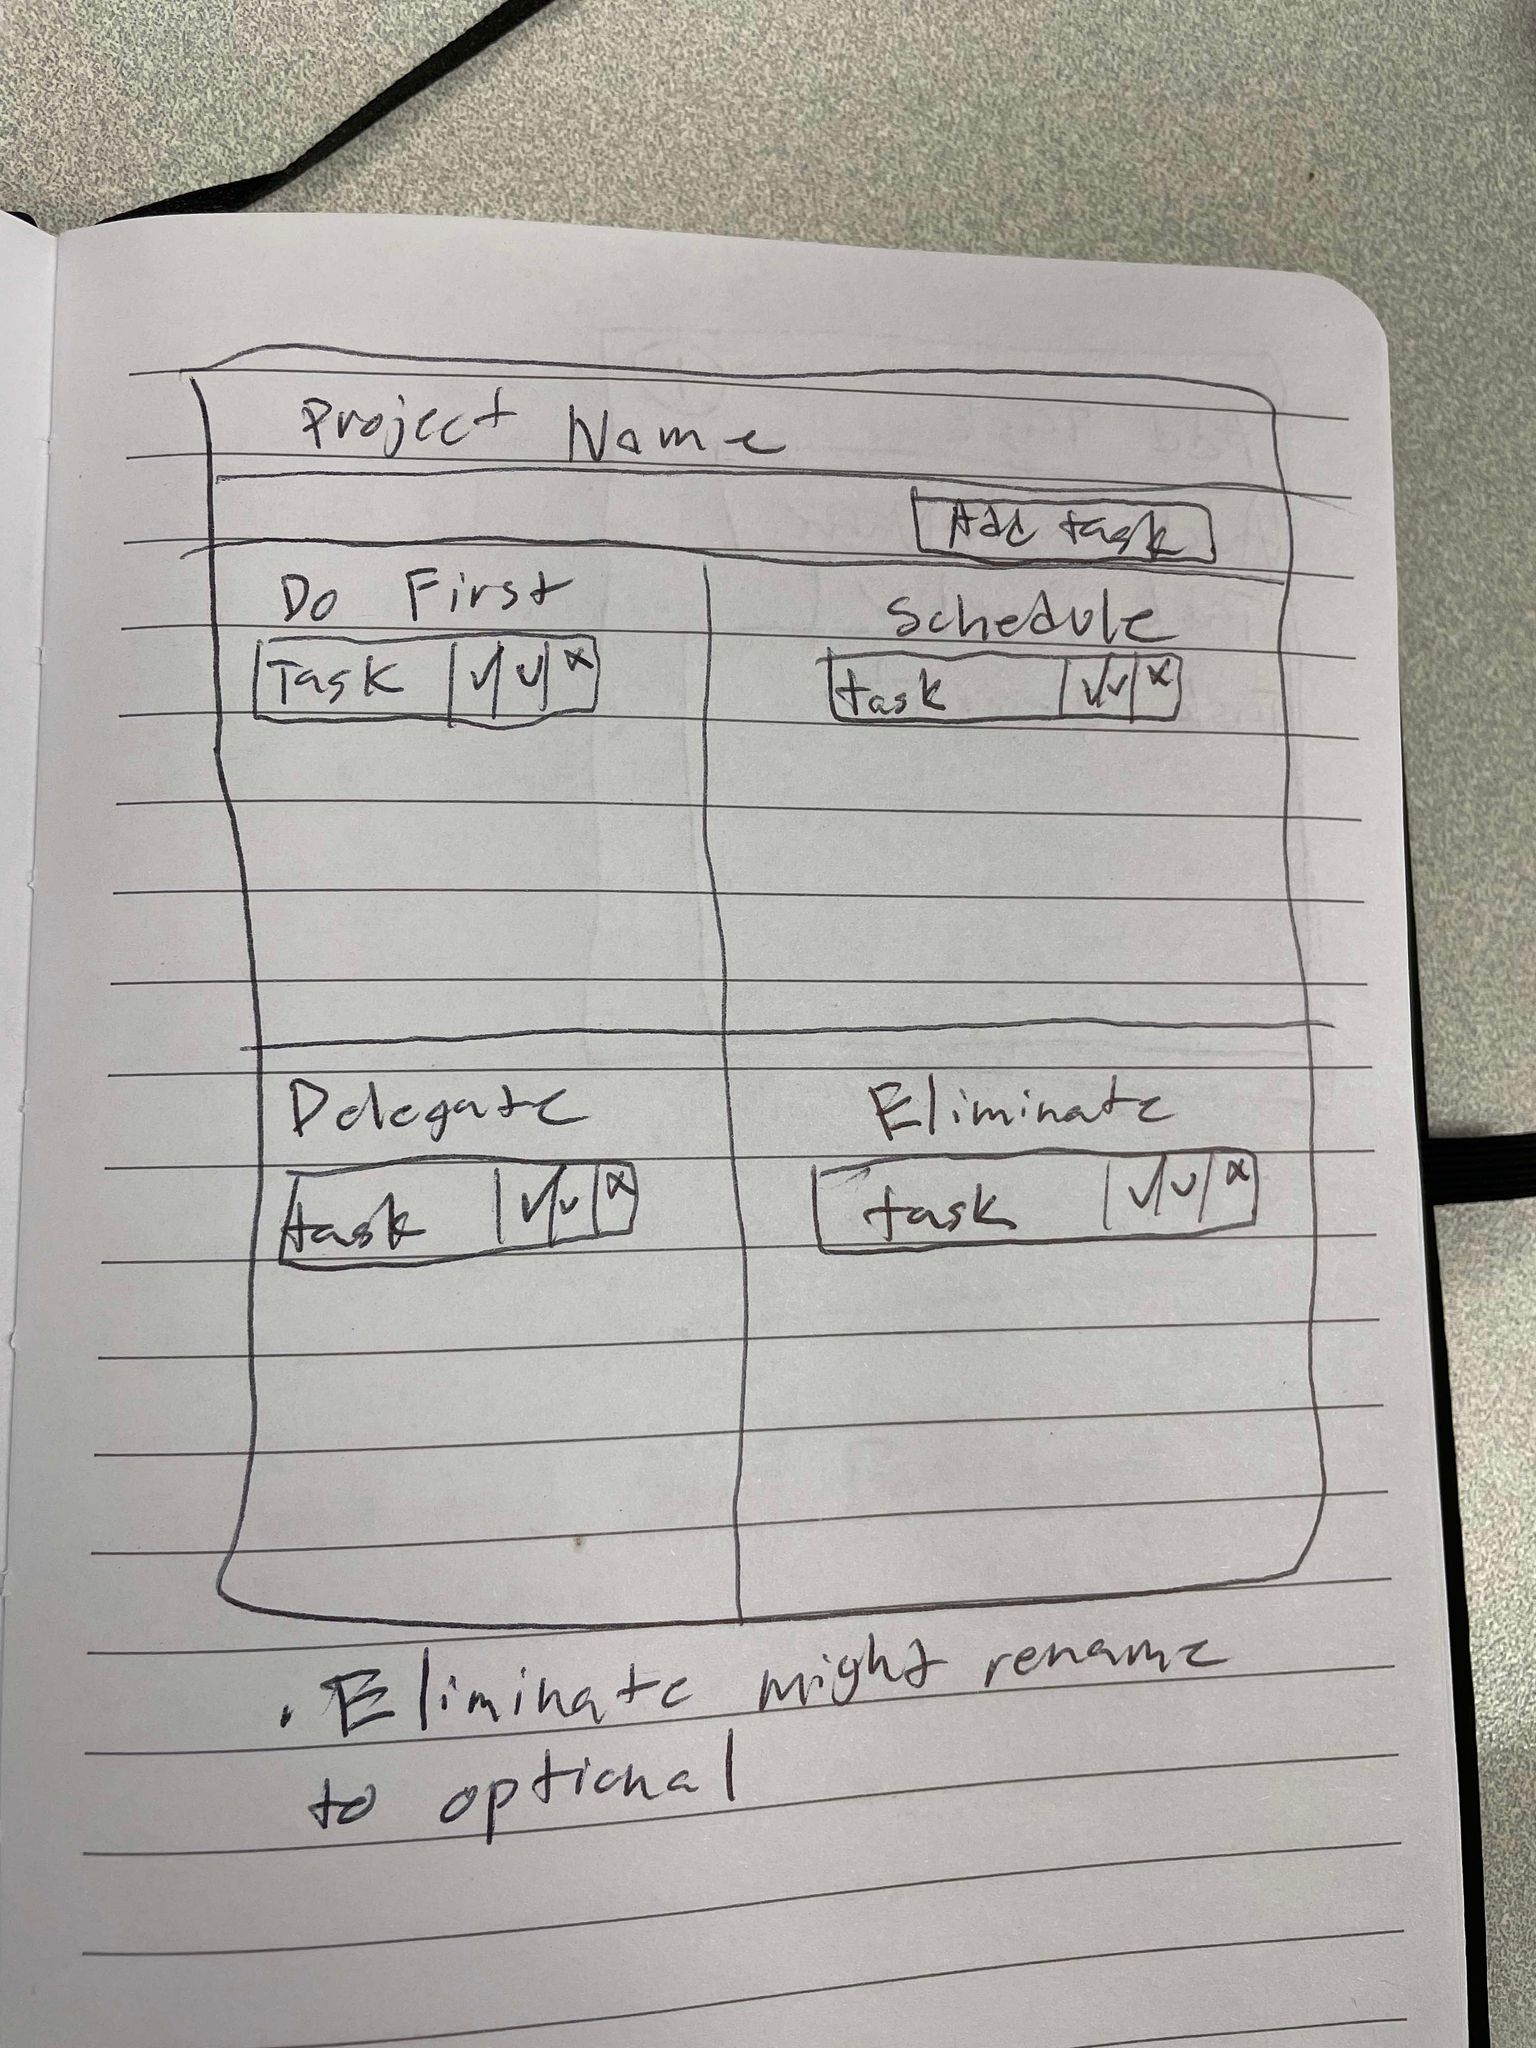 Project Name
Add task
Do First
Task | ✓ | v | x
Schedule
task | ✓ | v | x
Delegate
task | ✓ | v | x
Eliminate
task | ✓ | v | x
. Eliminate might rename
to optional